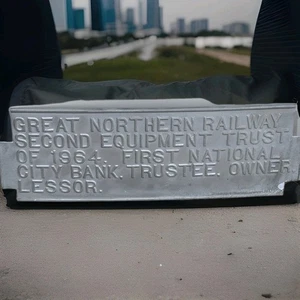 GREAT NORTHERN RAILWAY
SECOND EQUIPMENT TRUST
OF 1964. FIRST NATIONAL
CITY BANK, TRUSTEE, OWNER
LESSOR.